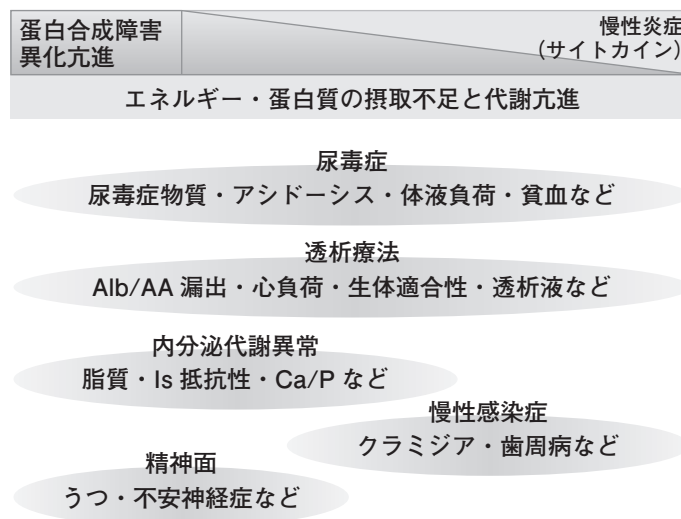 蛋白合成障害
異化亢進
慢性炎症
(サイトカイン)
エネルギー・蛋白質の摂取不足と代謝亢進
尿毒症
尿毒症物質・アシドーシス・体液負荷・貧血など
透析療法
Alb/AA 漏出・心負荷・生体適合性・透析液など
内分泌代謝異常
脂質・Is 抵抗性・Ca/P など
慢性感染症
クラミジア・歯周病など
精神面
うつ・不安神経症など